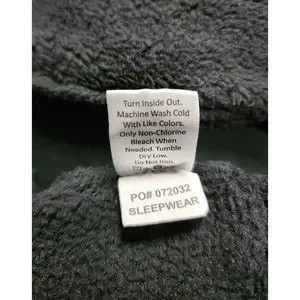 Turn Inside Out.
Machine Wash Cold
With Like Colors,
Only Non-Chlorine
Bleach When
Needed. Tumble
Dry Low.
Do Not Iron.
PO# 072032
SLEEPWEAR